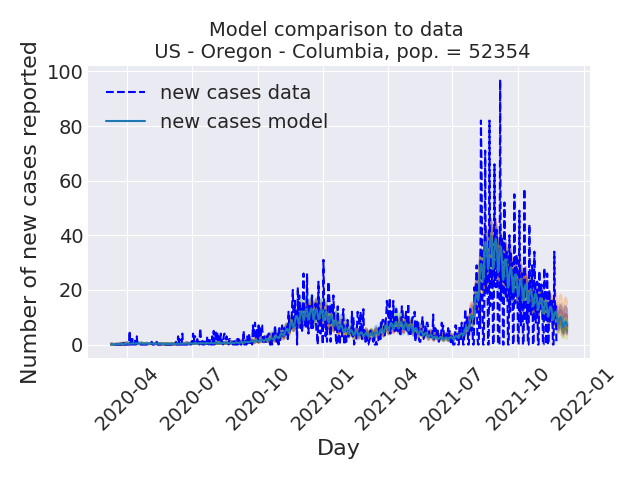 Model comparison to data
US - Oregon - Columbia, pop. = 52354
Number of new cases reported
100
80
60
40
20
0
new cases data
new cases model
2020-04
2020-07
2020-10
2021-01
2021-04
2021-07
2021-10
2022-01
Day